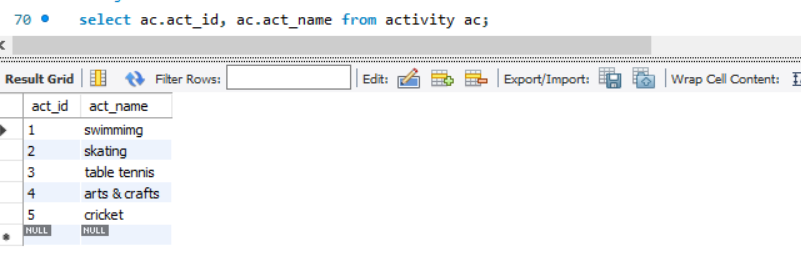 70 select ac.act_id, ac.act_name from activity ac;
Result Grid Filter Rows: Edit: Export/Import: Wrap Cell Content:
act_id act_name
1 swimmimg
2 skating
3 table tennis
4 arts & crafts
5 cricket
NULL NULL